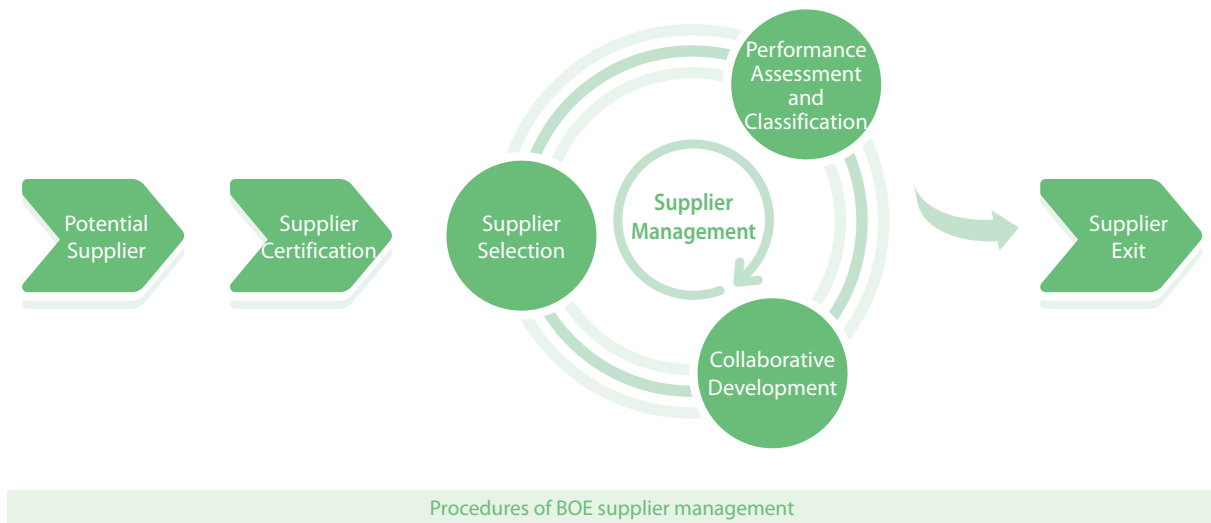 Potential
Supplier
Supplier
Certification
Supplier
Selection
Performance
Assessment
and
Classification
Supplier
Management
Collaborative
Development
Supplier
Exit
Procedures of BOE supplier management